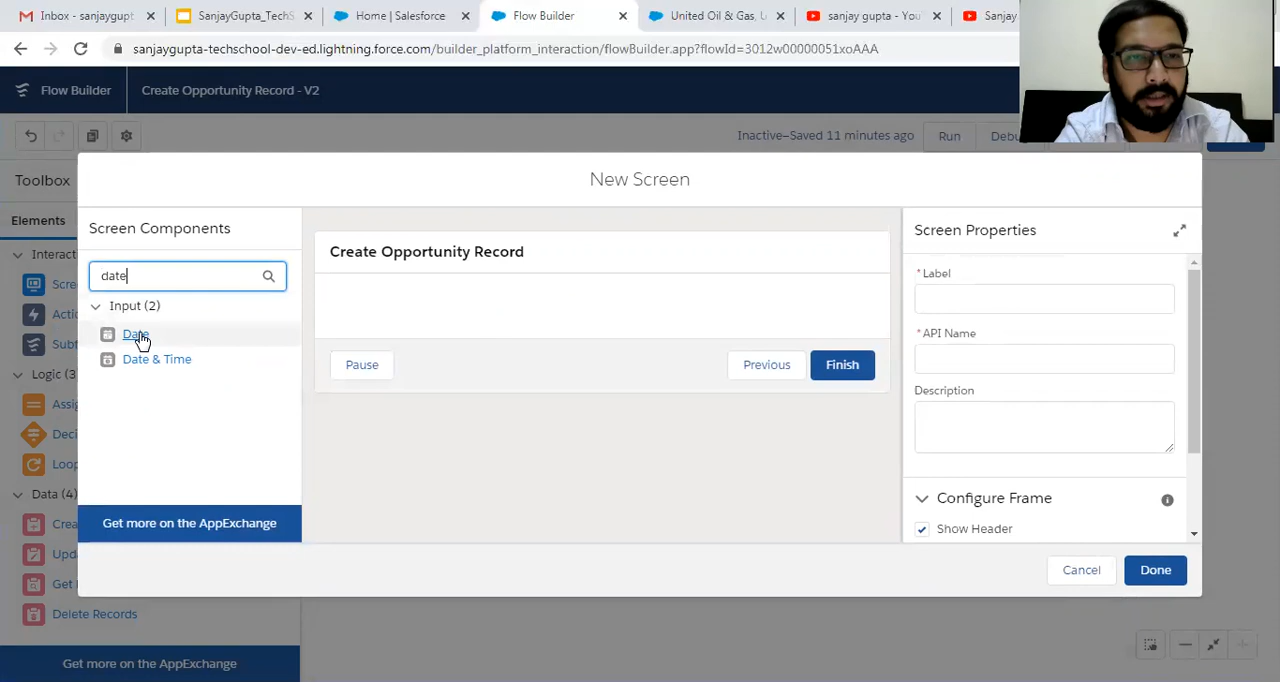 Inbox - sanjaygupt
SanjayGupta_TechS
Home | Salesforce
Flow Builder
United Oil & Gas,
sanjay gupta - You
Sanjay
sanjaygupta-techschool-dev-ed.lightning.force.com/builder_platform_interaction/flowBuilder.app?flowId=3012w00000051xoAAA
Flow Builder
Create Opportunity Record - V2
Inactive—Saved 11 minutes ago
Run
Debu
Toolbox
New Screen
Elements
Screen Components
Screen Properties
Interac
date
Create Opportunity Record
*Label
Scre
Input (2)
Actio
Date
*API Name
Subf
Date & Time
Pause
Previous
Finish
Logic (3
Description
Assig
Deci
Loop
Data (4)
Configure Frame
Crea
Get more on the AppExchange
Show Header
Upda
Cancel
Done
Get
Delete Records
Get more on the AppExchange